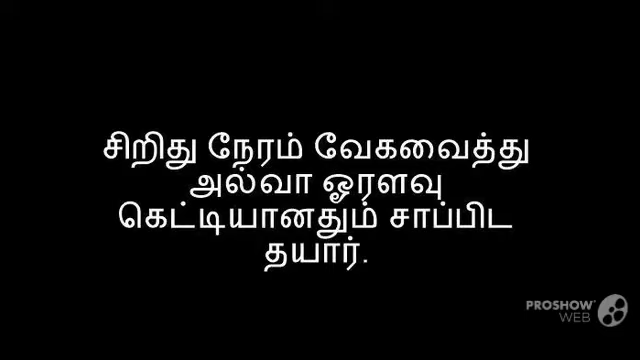 சிறிது நேரம் வேகவைத்து
அல்வா ஓரளவு
கெட்டியானதும் சாப்பிட
தயார்.
PROSHOW
WEB